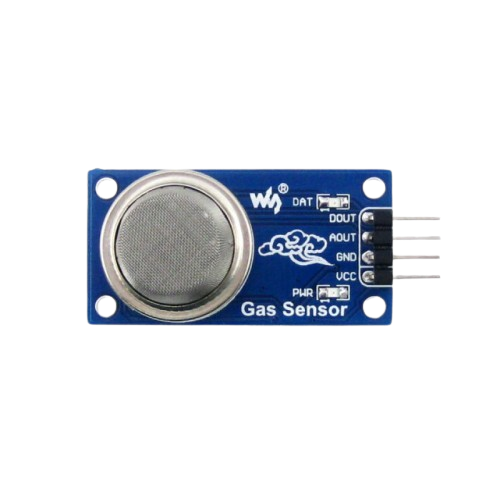 W ®
DAT
DOUT
AOUT
GND
VCC
PWR
Gas Sensor